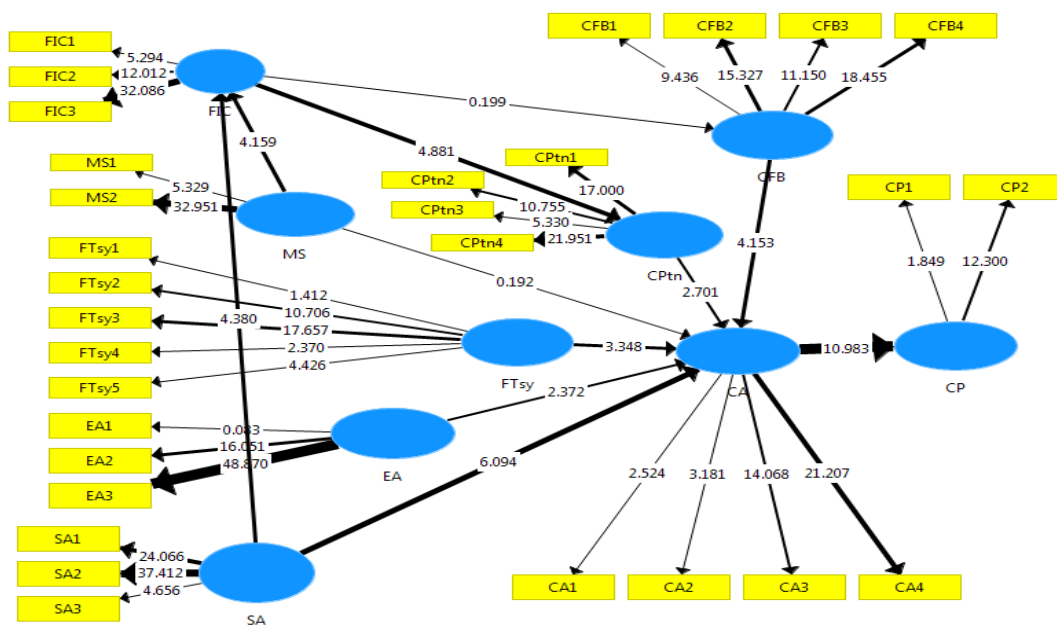 CFB1
CFB2
CFB3
CFB4
FIC1
FIC2
FIC3
5.294
12.012
32.086
FIC
9.436
15.327
11.150
18.455
0.199
CFB
4.159
4.881
MS1
MS2
5.329
32.951
MS
CPtn1
CPtn2
CPtn3
CPtn4
17.000
10.755
5.330
21.951
CPtn
4.153
CP1
CP2
1.849
12.300
0.192
2.701
FTsy1
FTsy2
FTsy3
FTsy4
FTsy5
1.412
10.706
4.380
17.657
2.370
4.426
FTsy
3.348
CA
10.983
CP
2.372
EA1
EA2
EA3
0.083
16.051
48.870
EA
6.094
2.524
3.181
14.068
21.207
SA1
SA2
SA3
24.066
37.412
4.656
SA
CA1
CA2
CA3
CA4